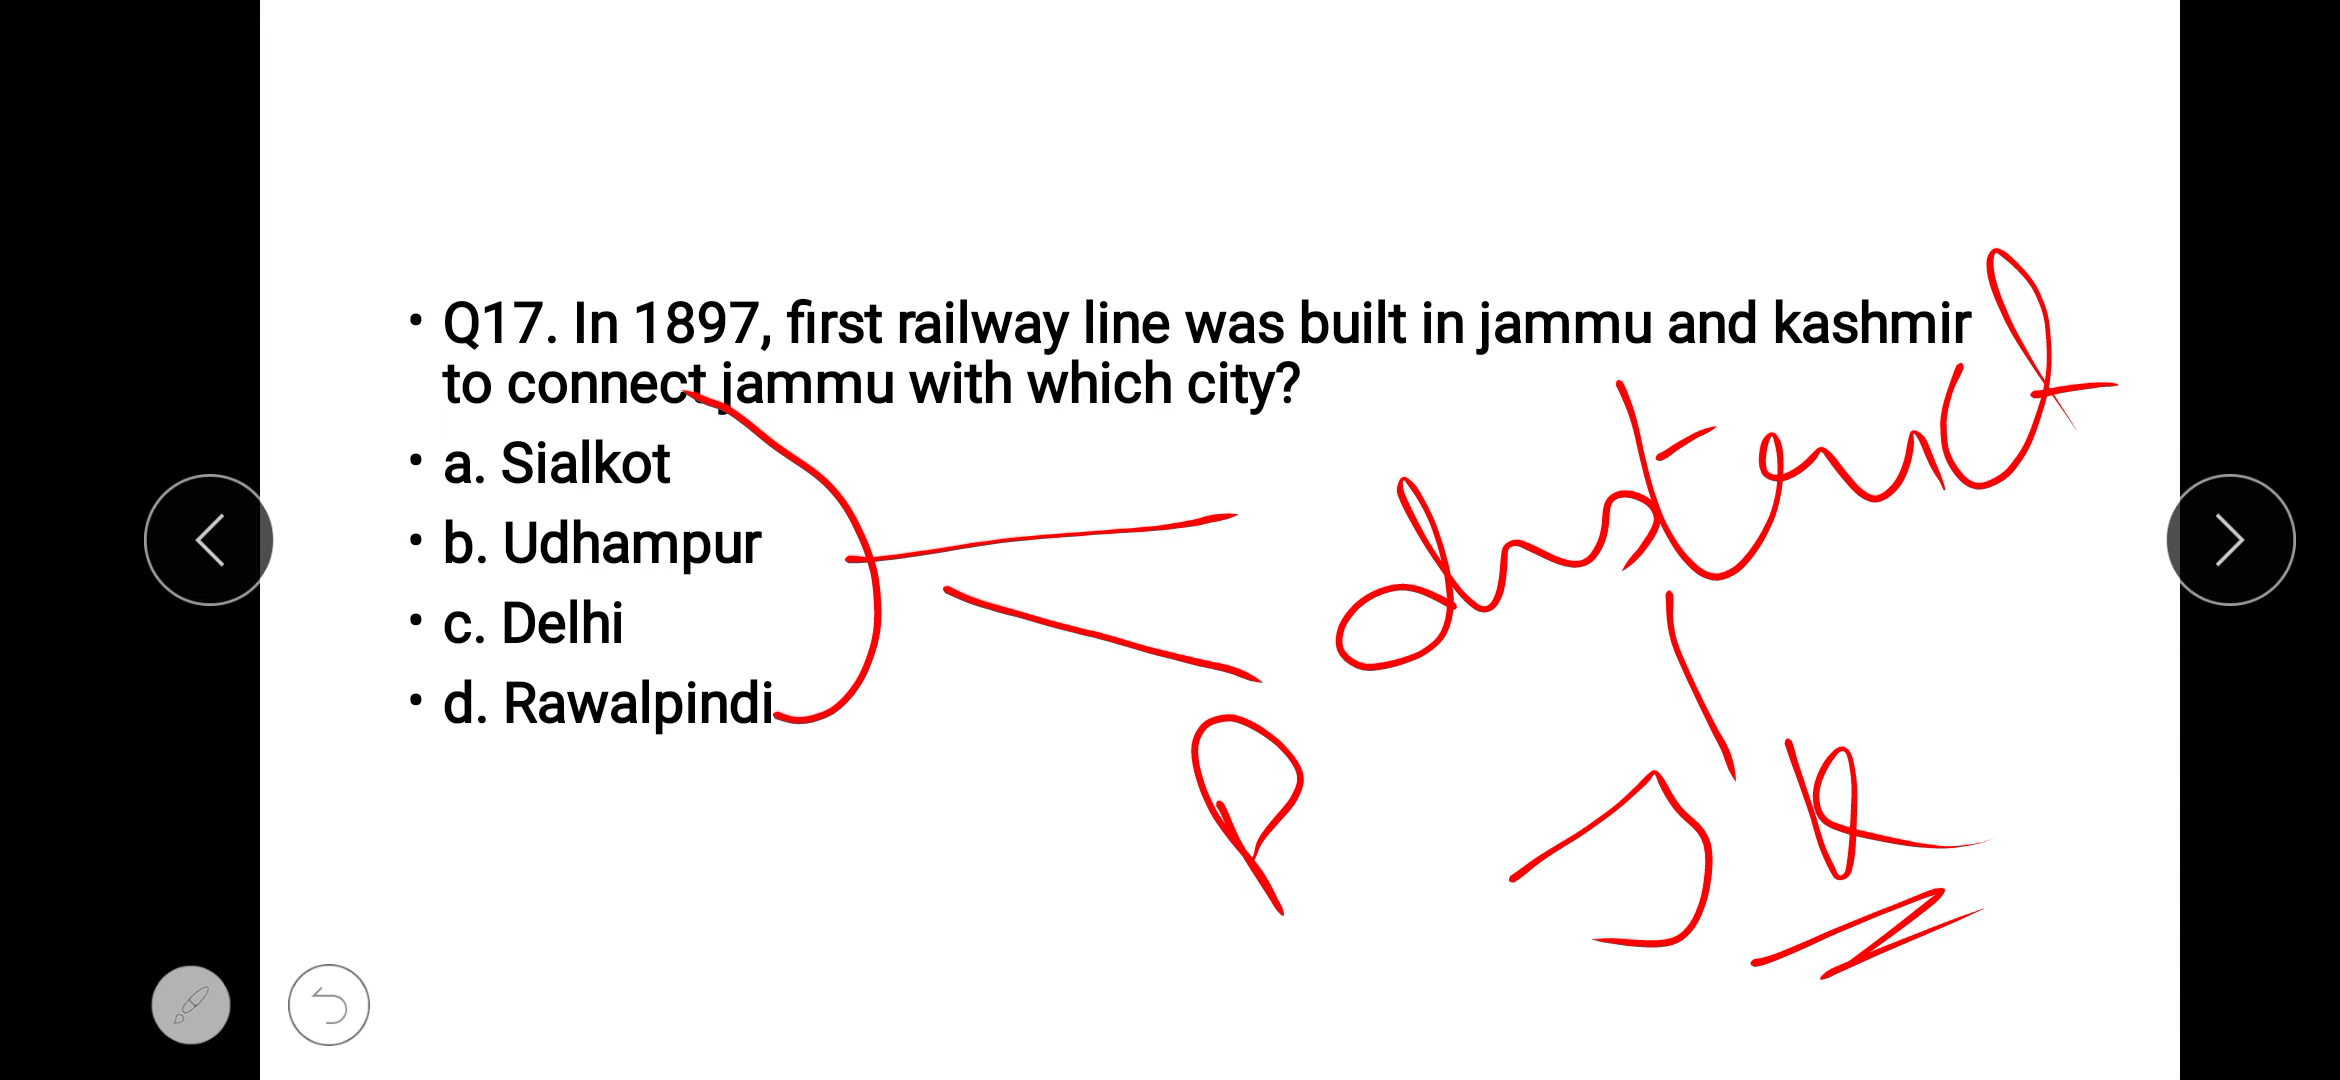 • Q17. In 1897, first railway line was built in jammu and kashmir
to connect jammu with which city?
• a. Sialkot
• b. Udhampur
• c. Delhi
• d. Rawalpindi
P
J K